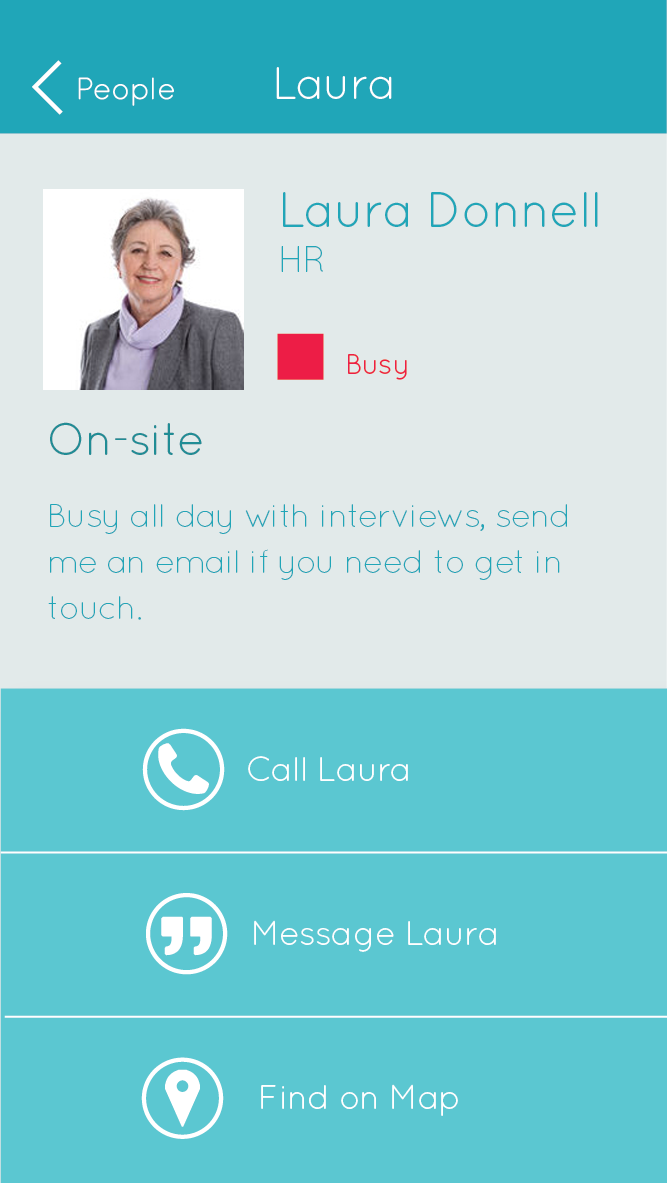 People
Laura
Laura Donnell
HR
Busy
On-site
Busy all day with interviews, send
me an email if you need to get in
touch.
Call Laura
Message Laura
Find on Map